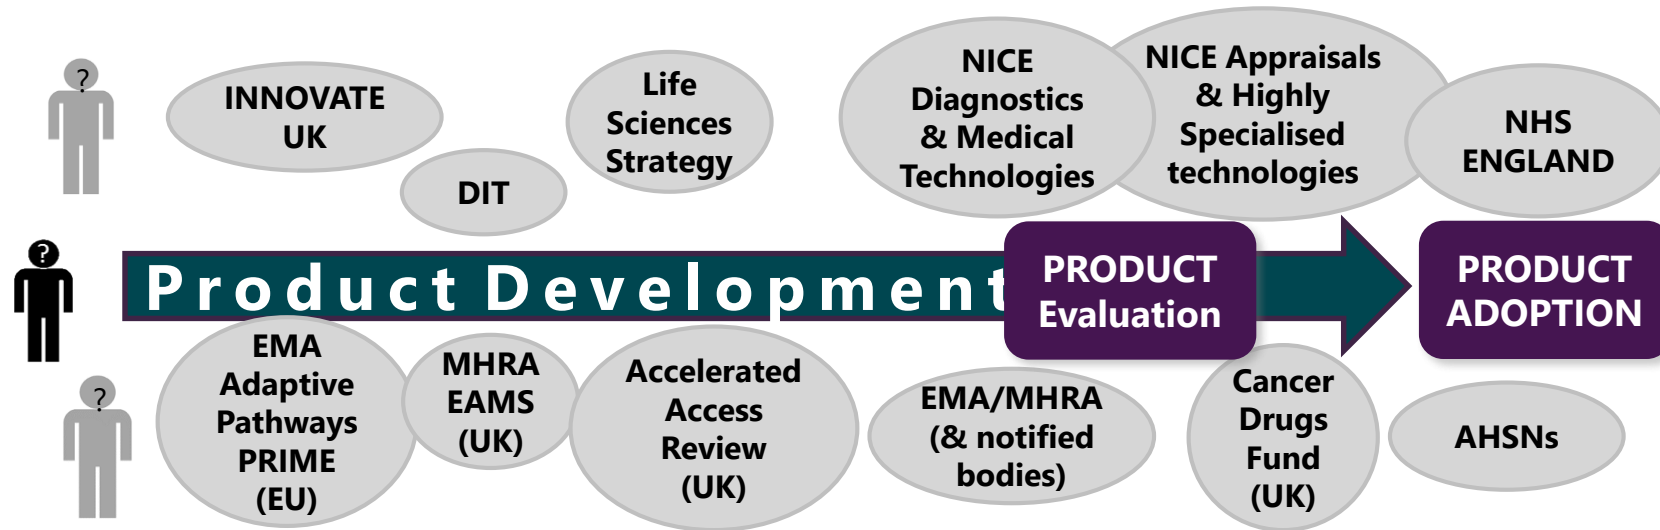 ?
INNOVATE
UK
DIT
Life
Sciences
Strategy
NICE
Diagnostics
& Medical
Technologies
NICE Appraisals
& Highly
Specialised
technologies
NHS
ENGLAND
?
Product Development
PRODUCT
Evaluation
PRODUCT
ADOPTION
?
EMA
Adaptive
Pathways
PRIME
(EU)
MHRA
EAMS
(UK)
Accelerated
Access
Review
(UK)
EMA/MHRA
(& notified
bodies)
Cancer
Drugs
Fund
(UK)
AHSNs